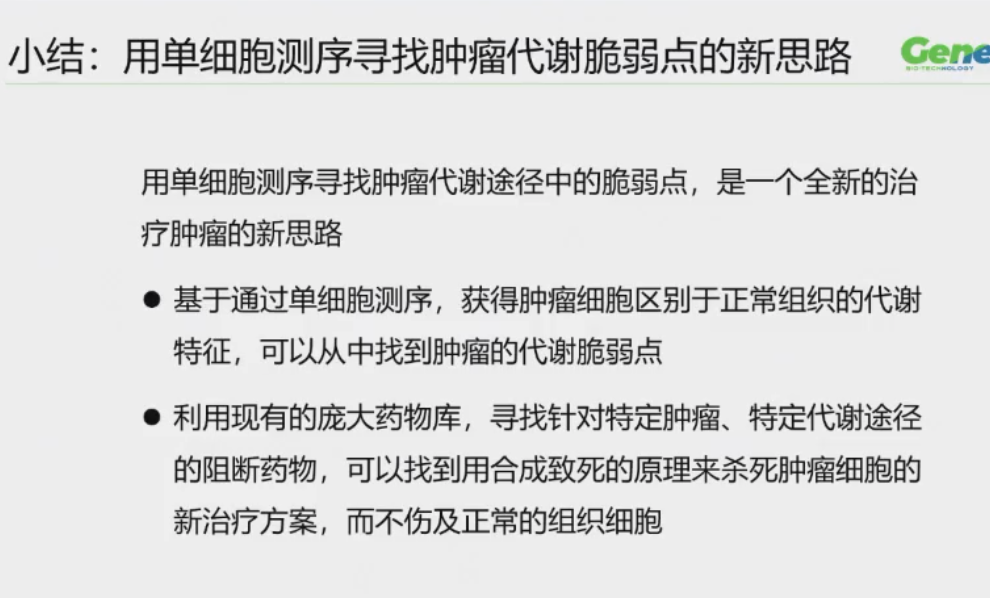 小结：用单细胞测序寻找肿瘤代谢脆弱点的新思路
Gene
BIO-TECHNOLOGY
用单细胞测序寻找肿瘤代谢途径中的脆弱点，是一个全新的治
疗肿瘤的新思路
● 基于通过单细胞测序，获得肿瘤细胞区别于正常组织的代谢
特征，可以从中找到肿瘤的代谢脆弱点
● 利用现有的庞大药物库，寻找针对特定肿瘤、特定代谢途径
的阻断药物，可以找到用合成致死的原理来杀死肿瘤细胞的
新治疗方案，而不伤及正常的组织细胞